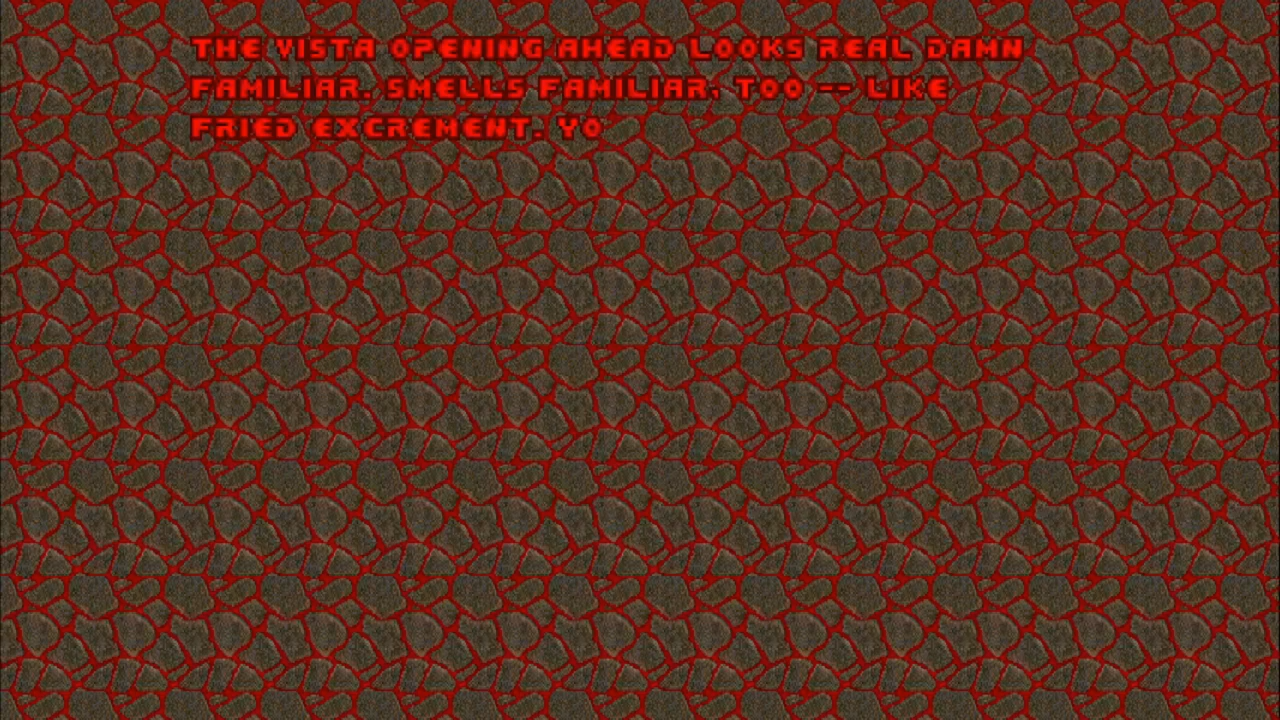 THE VISTA OPENING AHEAD LOOKS REAL DAMN
FAMILIAR. SMELLS FAMILIAR, TOO -- LIKE
FRIED EXCREMENT. YO